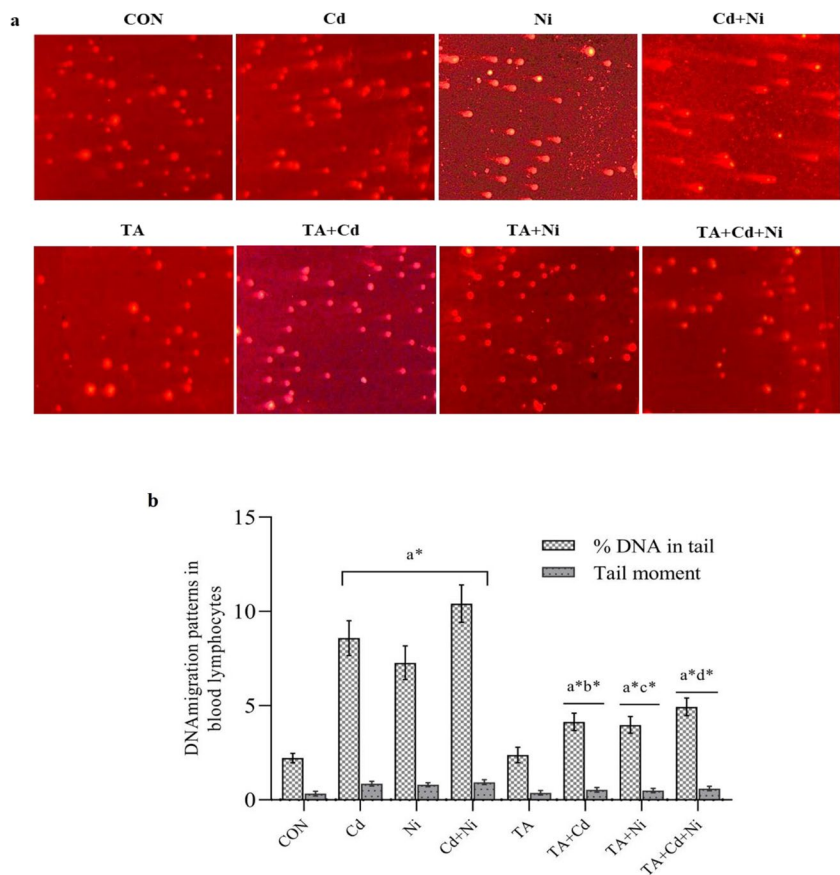 a
CON Cd Ni Cd+Ni
TA TA+Cd TA+Ni TA+Cd+Ni
b
15
10
5
0
DNAmigration patterns in
blood lymphocytes
% DNA in tail
Tail moment
a*
a*b* a*c* a*d*
CON Cd Ni Cd+Ni TA TA+Cd TA+Ni TA+Cd+Ni